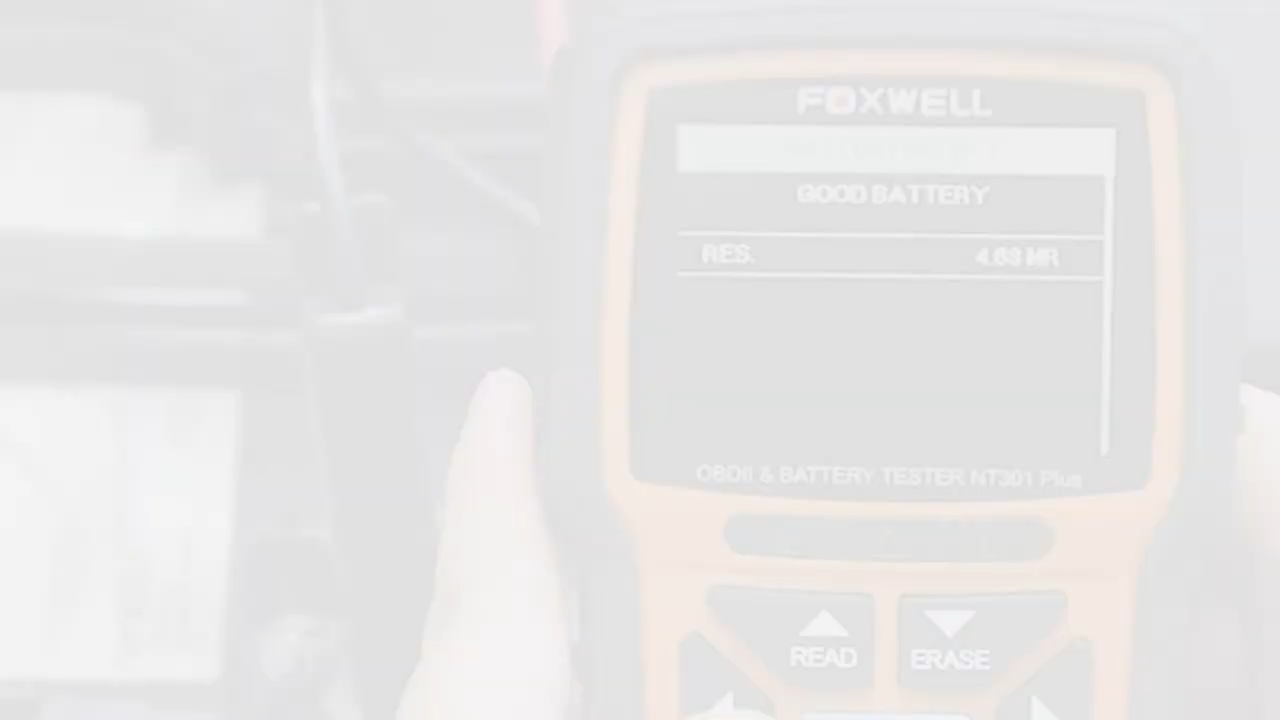 FOXWELL
GOOD BATTERY
RES. 4.63 MR
OBDII & BATTERY TESTER NT301 Plus
READ ERASE